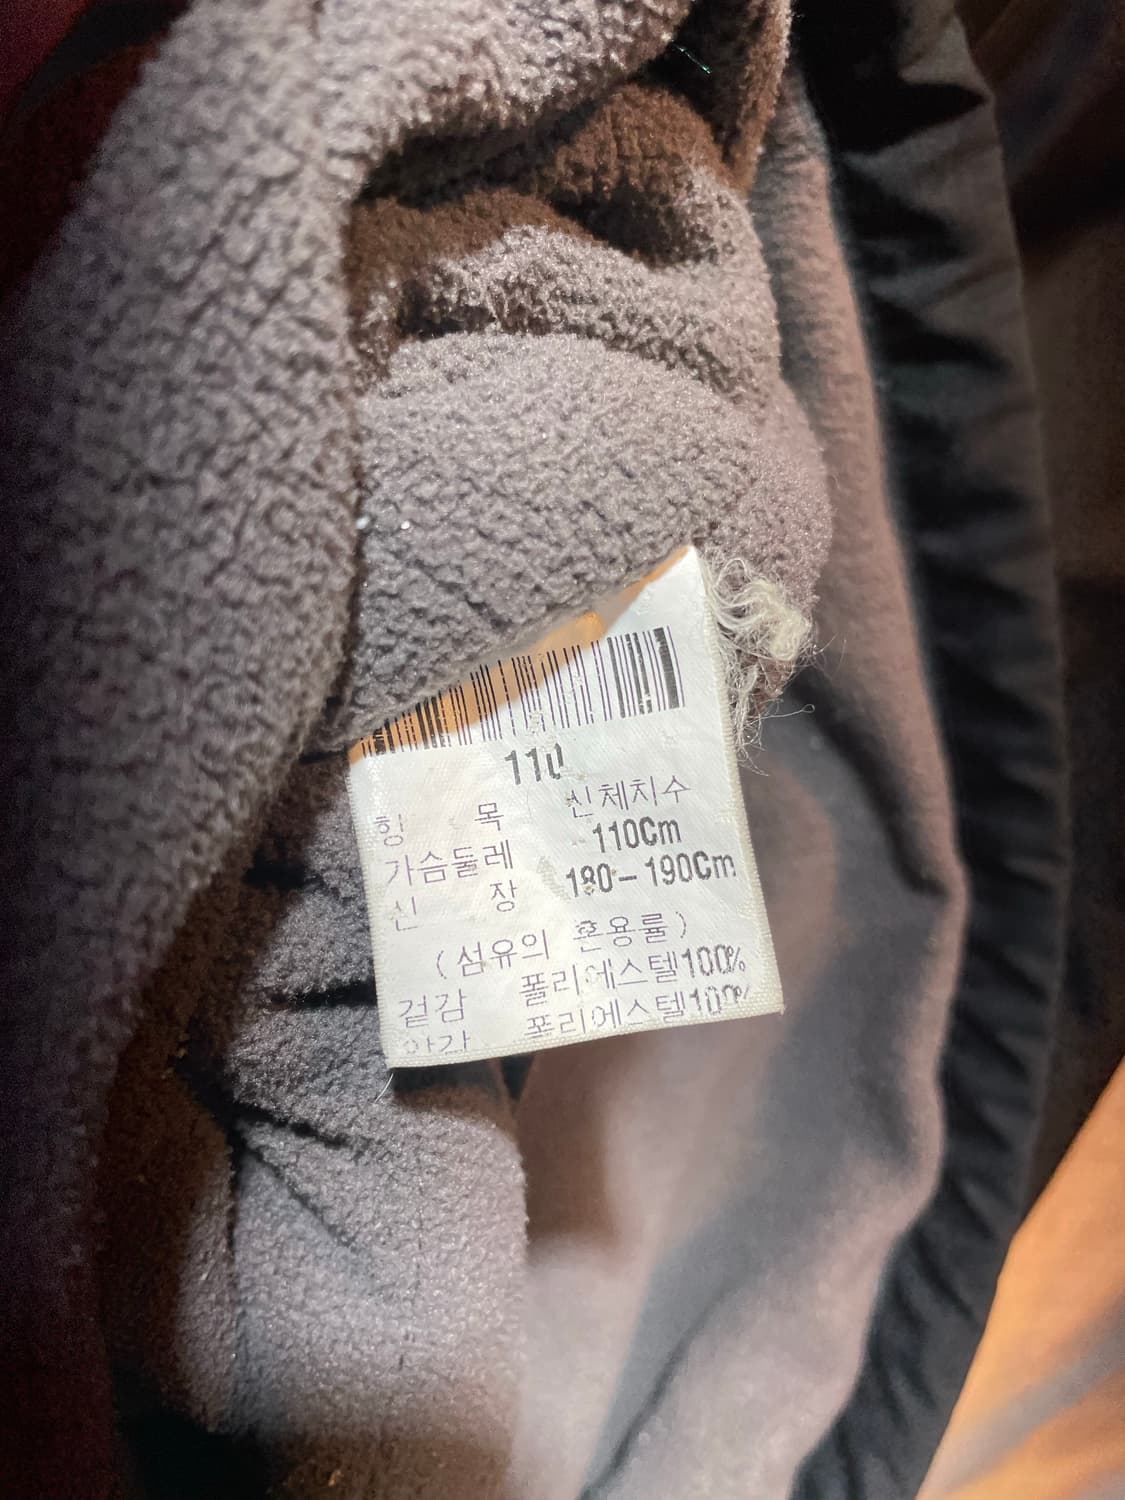 110
항 목 신체치수
가슴둘레 110Cm
신 장 180-190Cm
(섬유의 혼용률)
겉감 폴리에스텔100%
안감 폴리에스텔100%